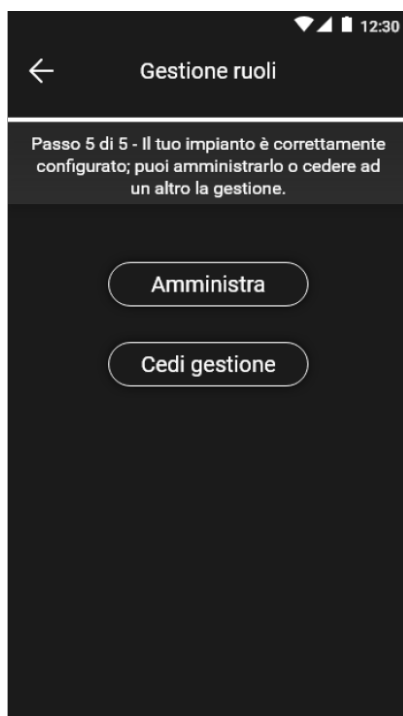 12:30
Gestione ruoli
Passo 5 di 5 - Il tuo impianto è correttamente
configurato; puoi amministrarlo o cedere ad
un altro la gestione.
Amministra
Cedi gestione